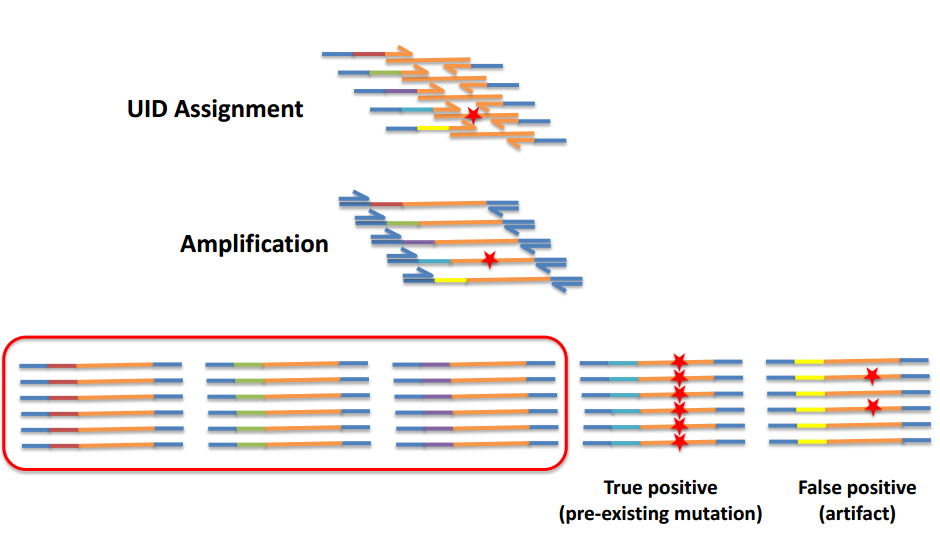 UID Assignment
Amplification
True positive
(pre-existing mutation)
False positive
(artifact)